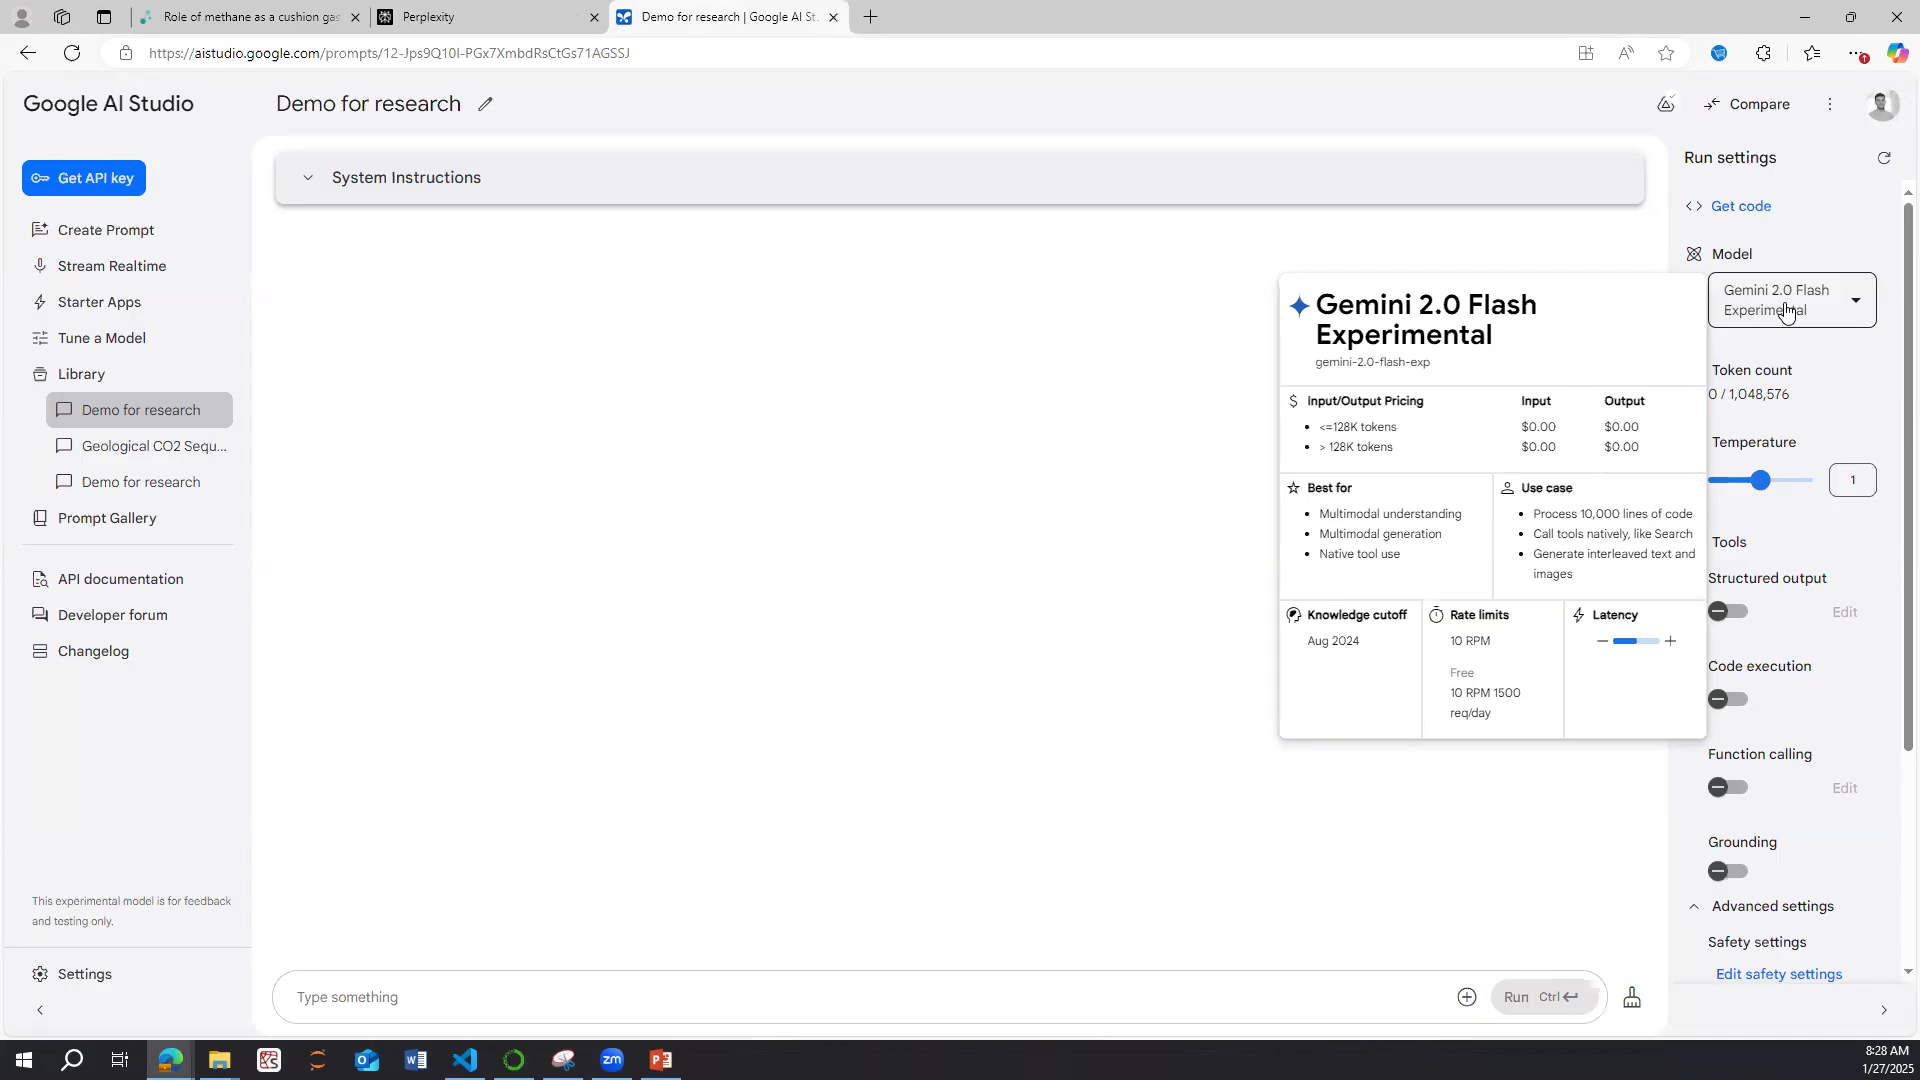 Role of methane as a cushion gas
Perplexity
Demo for research | Google AI St.
https://aistudio.google.com/prompts/12-Jps9Q10I-PGx7XmbdRsCtGs71AGSSJ
Google AI Studio
Demo for research
Compare
Get API key
Create Prompt
Stream Realtime
Starter Apps
Tune a Model
Library
Demo for research
Geological CO2 Sequ...
Demo for research
Prompt Gallery
API documentation
Developer forum
Changelog
This experimental model is for feedback
and testing only.
Settings
System Instructions
Gemini 2.0 Flash
Experimental
gemini-2.0-flash-exp
Input/Output Pricing Input Output
<=128K tokens $0.00 $0.00
> 128K tokens $0.00 $0.00
Best for
Multimodal understanding
Multimodal generation
Native tool use
Use case
Process 10,000 lines of code
Call tools natively, like Search
Generate interleaved text and
images
Knowledge cutoff
Aug 2024
Rate limits
10 RPM
Free
10 RPM 1500
req/day
Latency
Type something
Run Ctrl
Run settings
Get code
Model
Gemini 2.0 Flash
Experimental
Token count
0 / 1,048,576
Temperature
1
Tools
Structured output
Edit
Code execution
Function calling
Edit
Grounding
Advanced settings
Safety settings
Edit safety settings
zm
8:28 AM
1/27/2025